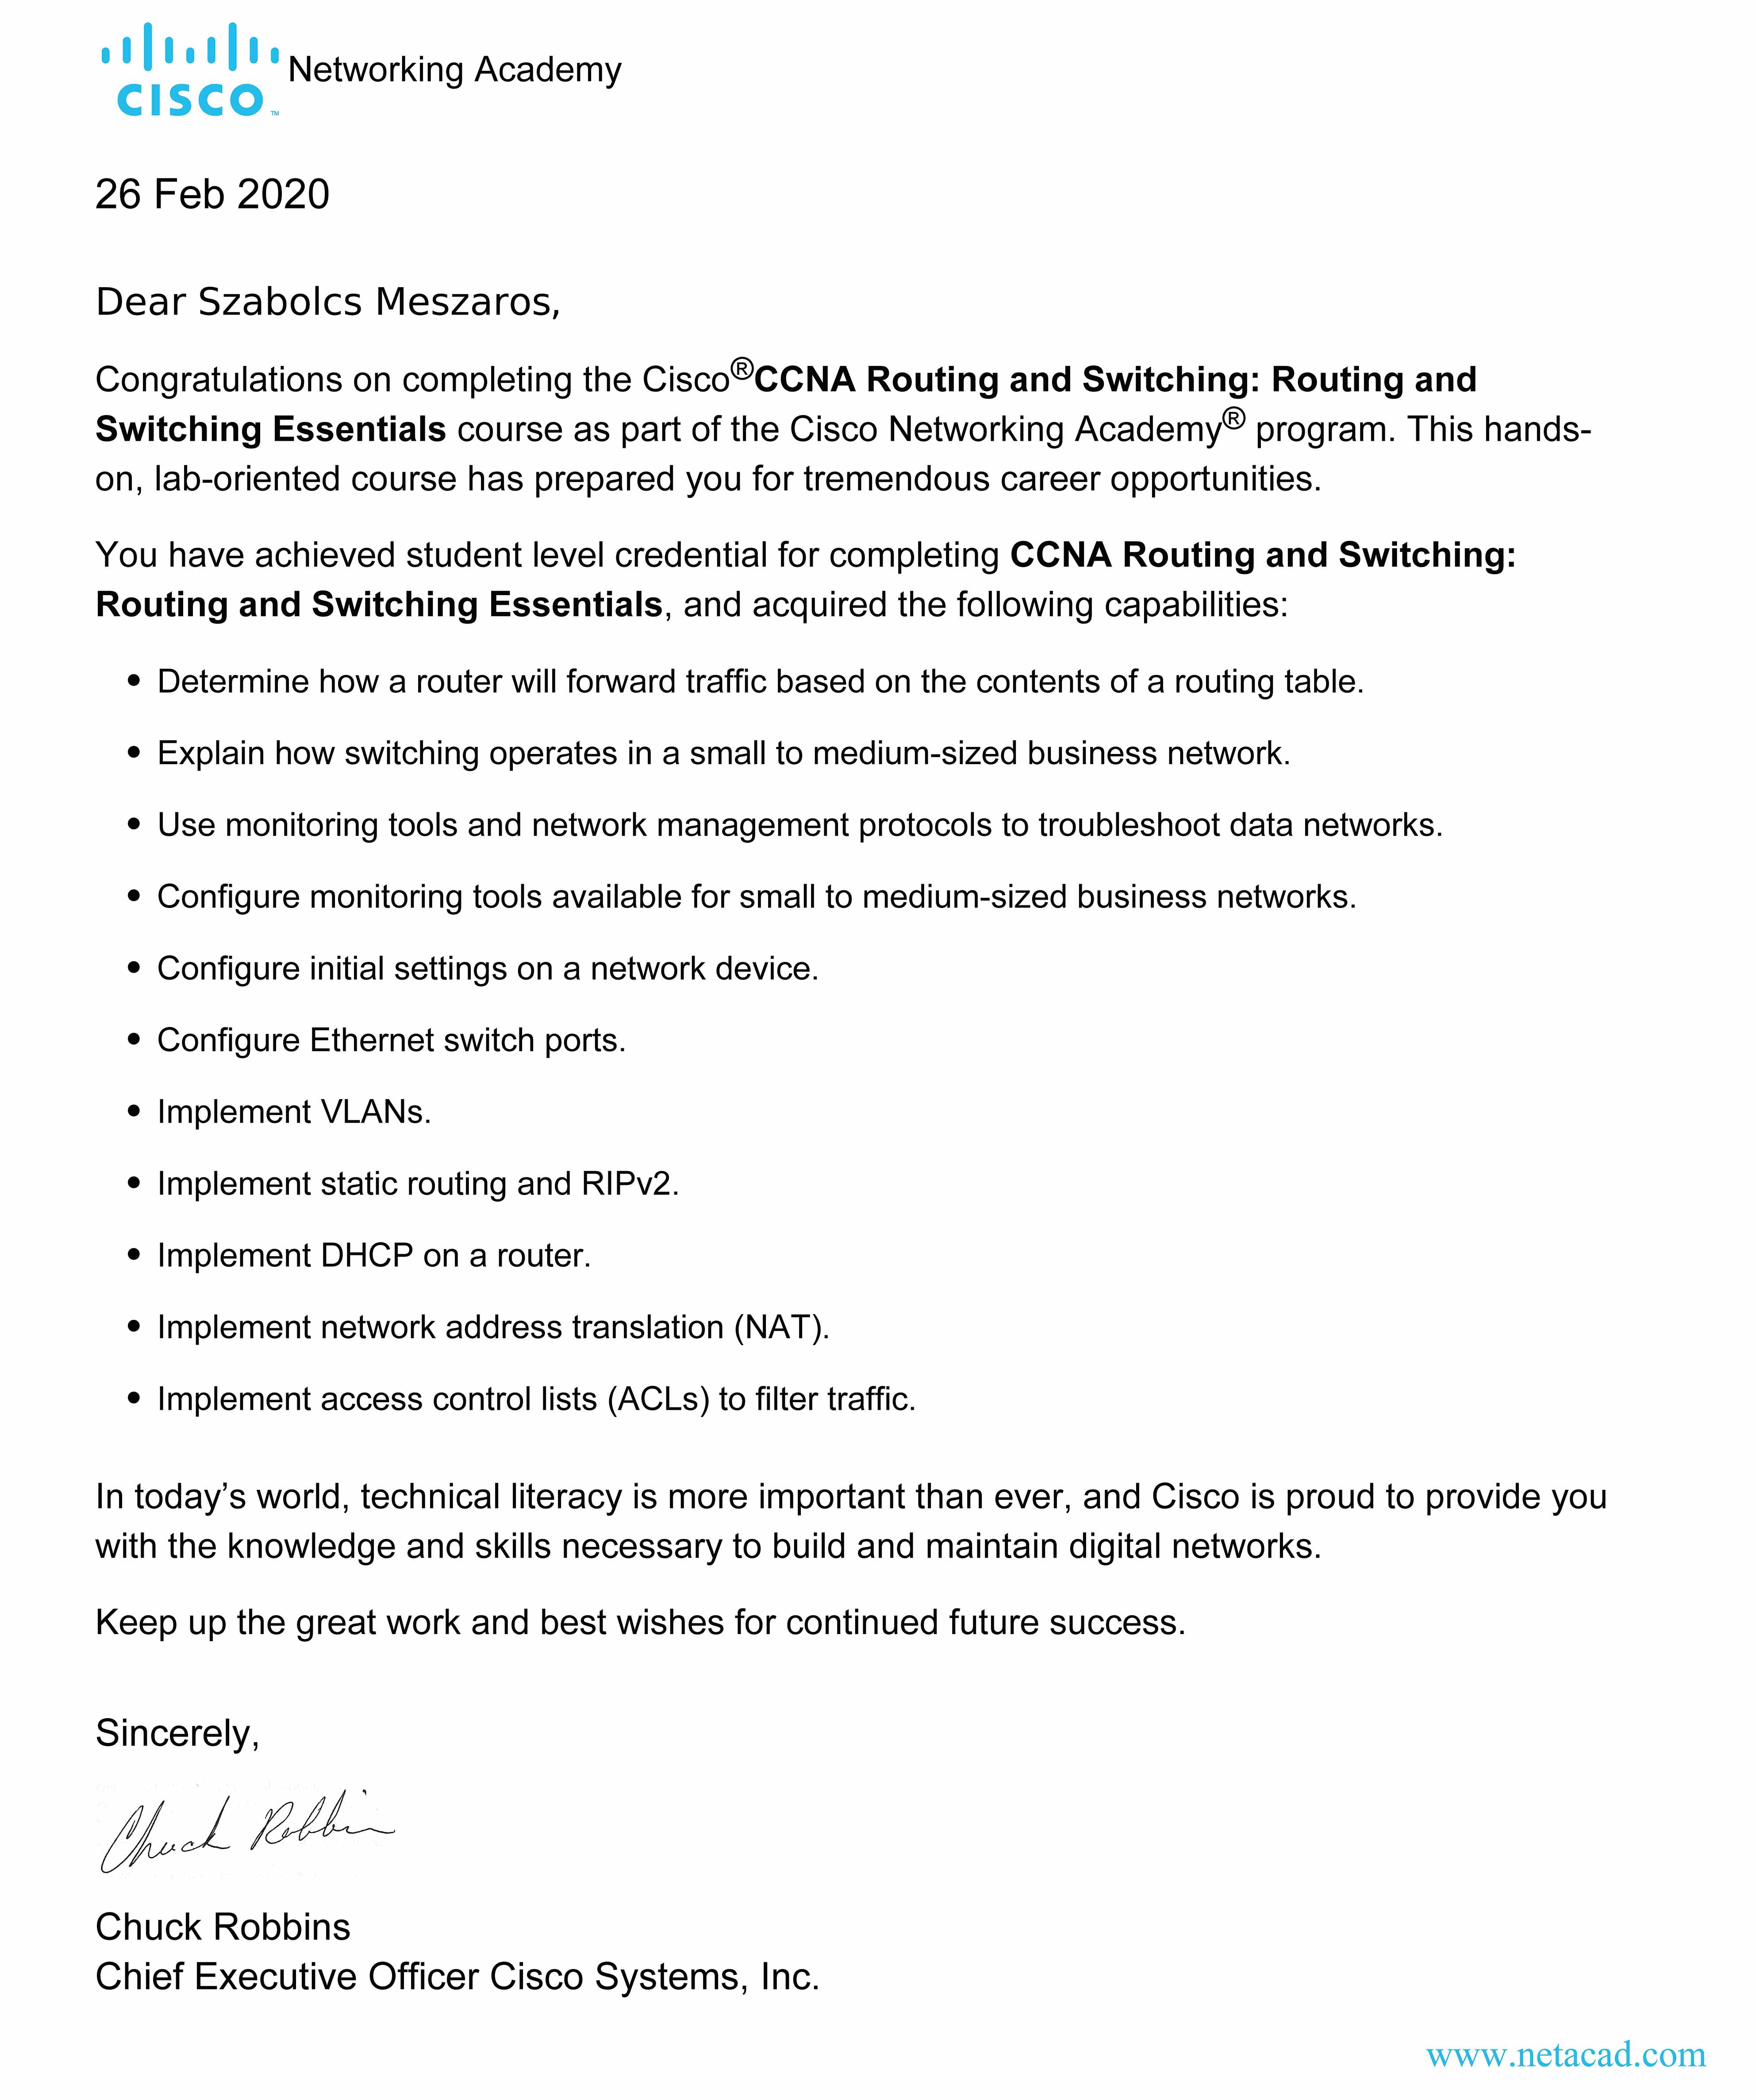 CISCO™ Networking Academy
26 Feb 2020
Dear Szabolcs Meszaros,
Congratulations on completing the Cisco®CCNA Routing and Switching: Routing and
Switching Essentials course as part of the Cisco Networking Academy® program. This hands-
on, lab-oriented course has prepared you for tremendous career opportunities.
You have achieved student level credential for completing CCNA Routing and Switching:
Routing and Switching Essentials, and acquired the following capabilities:
• Determine how a router will forward traffic based on the contents of a routing table.
• Explain how switching operates in a small to medium-sized business network.
• Use monitoring tools and network management protocols to troubleshoot data networks.
• Configure monitoring tools available for small to medium-sized business networks.
• Configure initial settings on a network device.
• Configure Ethernet switch ports.
• Implement VLANs.
• Implement static routing and RIPv2.
• Implement DHCP on a router.
• Implement network address translation (NAT).
• Implement access control lists (ACLs) to filter traffic.
In today’s world, technical literacy is more important than ever, and Cisco is proud to provide you
with the knowledge and skills necessary to build and maintain digital networks.
Keep up the great work and best wishes for continued future success.
Sincerely,
Chuck Robbins
Chuck Robbins
Chief Executive Officer Cisco Systems, Inc.
www.netacad.com